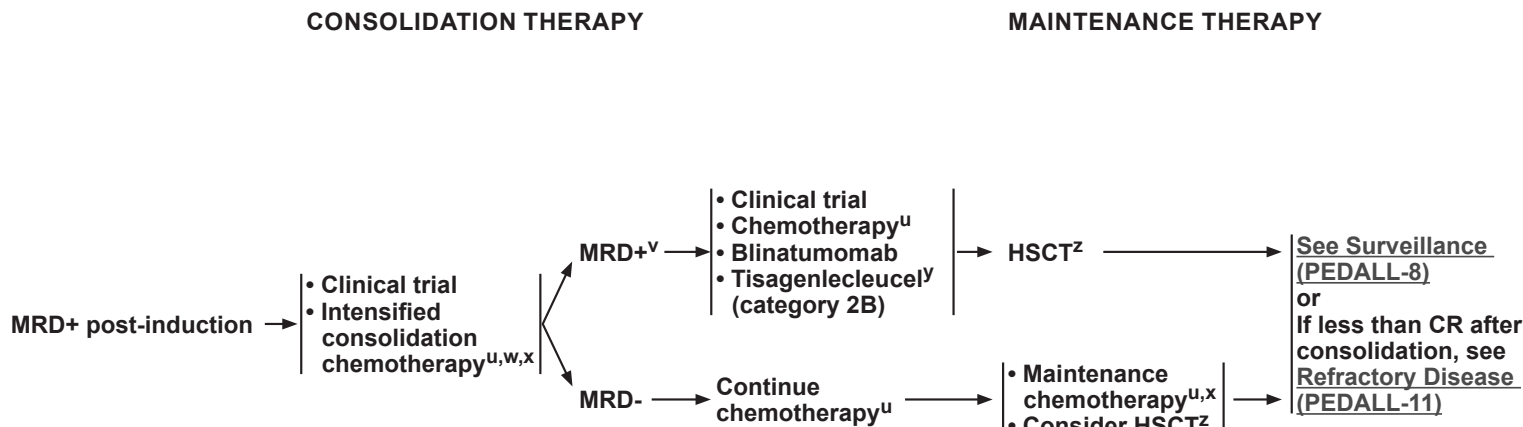 CONSOLIDATION THERAPY
MAINTENANCE THERAPY
MRD+ post-induction
• Clinical trial
• Intensified
consolidation
chemotherapyᵘ,ʷ,ˣ
MRD+ᵛ
• Clinical trial
• Chemotherapyᵘ
• Blinatumomab
• Tisagenlecleucelʸ
(category 2B)
HSCTᶻ
MRD-
Continue
chemotherapyᵘ
• Maintenance
chemotherapyᵘ,ˣ
• Consider HSCTᶻ
See Surveillance
(PEDALL-8)
or
If less than CR after
consolidation, see
Refractory Disease
(PEDALL-11)